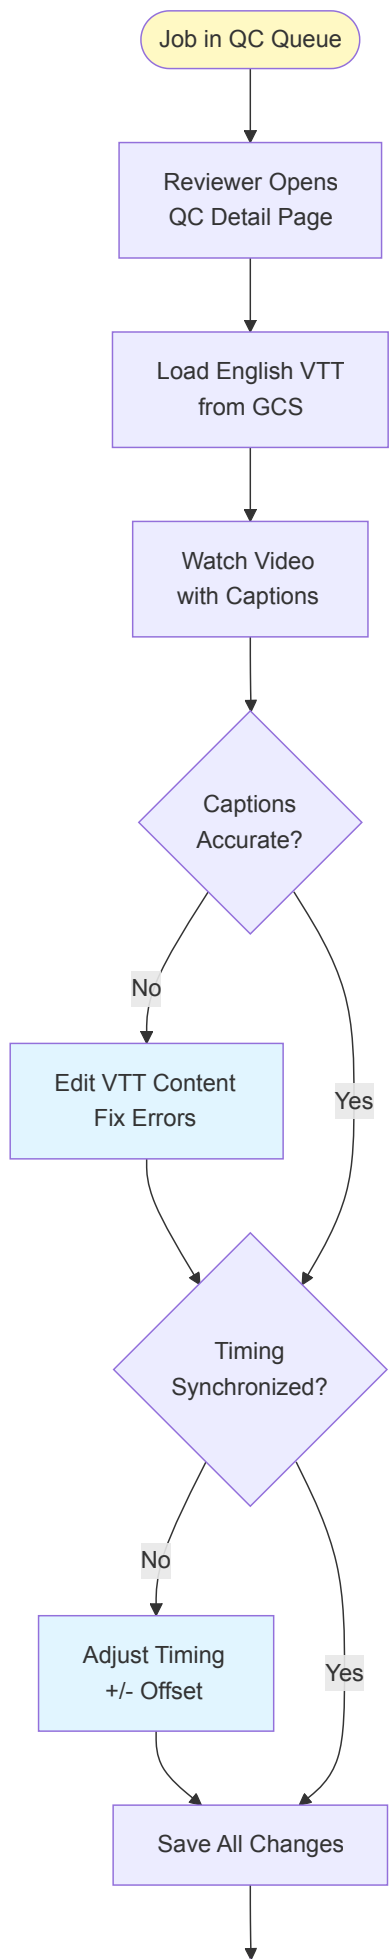 Job in QC Queue
Reviewer Opens
QC Detail Page
Load English VTT
from GCS
Watch Video
with Captions
Captions
Accurate?
No
Edit VTT Content
Fix Errors
Yes
Timing
Synchronized?
No
Adjust Timing
+/- Offset
Yes
Save All Changes